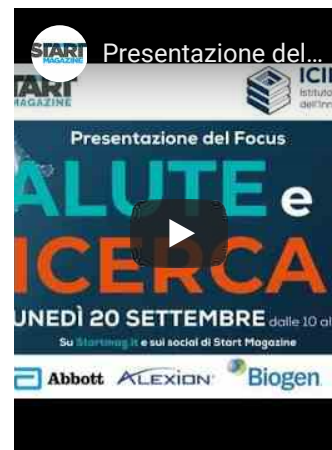 START
MAGAZINE
Presentazione del...
TART
MAGAZINE
ICI
Istituto
dell'Inn
Presentazione del Focus
ALUTE e
ICERCA
UNEDÌ 20 SETTEMBRE dalle 10 al
Su Startmag.it e sui social di Start Magazine
Abbott ALEXION Biogen